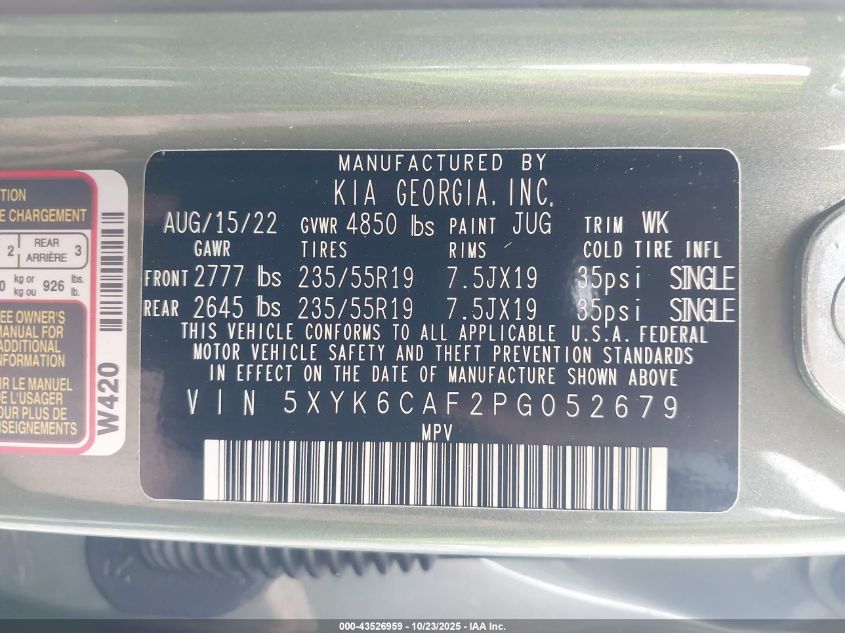 MANUFACTURED BY
KIA GEORGIA, INC.
AUG/15/22 GVWR 4850 lbs PAINT JUG TRIM WK
GAWR TIRES RIMS COLD TIRE INFL
FRONT 2777 lbs 235/55R19 7.5JX19 35psi SINGLE
REAR 2645 lbs 235/55R19 7.5JX19 35psi SINGLE
THIS VEHICLE CONFORMS TO ALL APPLICABLE U.S.A. FEDERAL
MOTOR VEHICLE SAFETY AND THEFT PREVENTION STANDARDS
IN EFFECT ON THE DATE OF MANUFACTURE SHOWN ABOVE
VIN 5XYK6CAF2PG052679
MPV
E CHARGEMENT
2 REAR ARRIÈRE 3
0 kg or kg ou 926 lbs. lb.
EE OWNER'S
MANUAL FOR
ADDITIONAL
INFORMATION
IR LE MANUEL
DE L'USAGER
OUR PLUS DE
NSEIGNEMENTS
W420
000-43526959 - 10/23/2025 - IAA Inc.